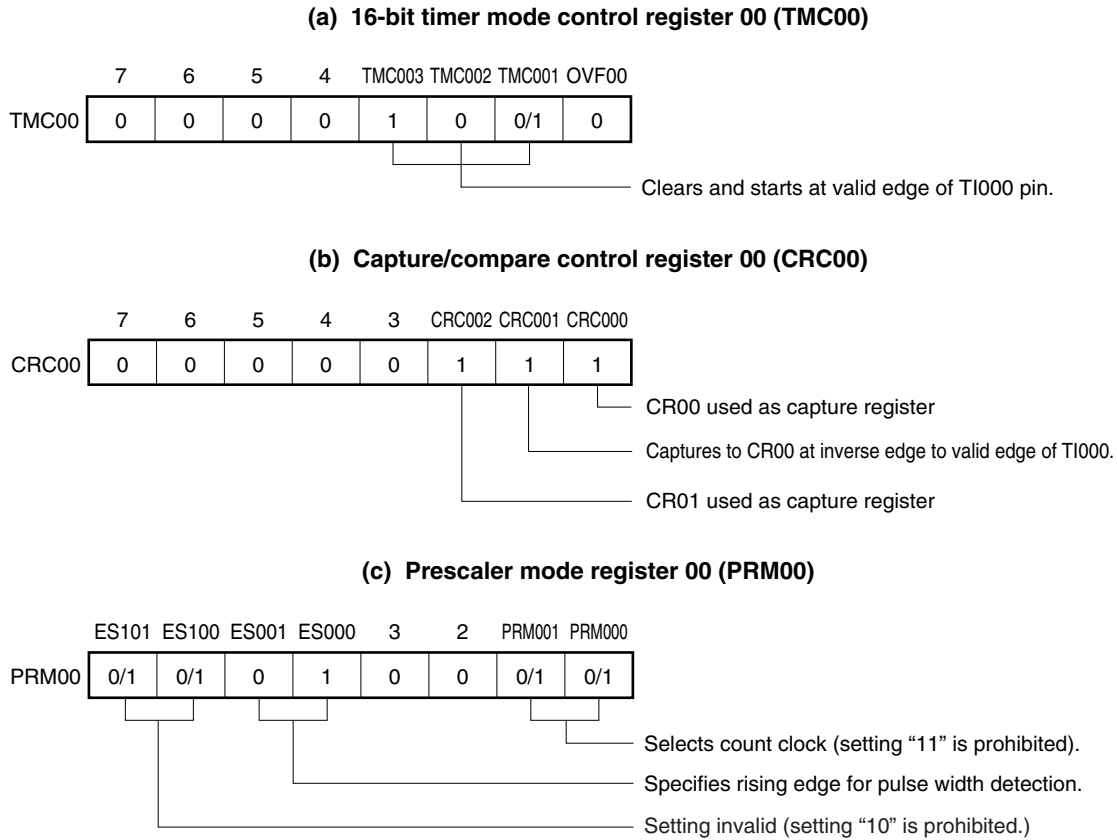 (a) 16-bit timer mode control register 00 (TMC00)
7 6 5 4 TMC003 TMC002 TMC001 OVF00
TMC00 0 0 0 0 1 0 0/1 0
Clears and starts at valid edge of TI000 pin.
(b) Capture/compare control register 00 (CRC00)
7 6 5 4 3 CRC002 CRC001 CRC000
CRC00 0 0 0 0 0 1 1 1
CR00 used as capture register
Captures to CR00 at inverse edge to valid edge of TI000.
CR01 used as capture register
(c) Prescaler mode register 00 (PRM00)
ES101 ES100 ES001 ES000 3 2 PRM001 PRM000
PRM00 0/1 0/1 0 1 0 0 0/1 0/1
Selects count clock (setting “11” is prohibited).
Specifies rising edge for pulse width detection.
Setting invalid (setting “10” is prohibited.)